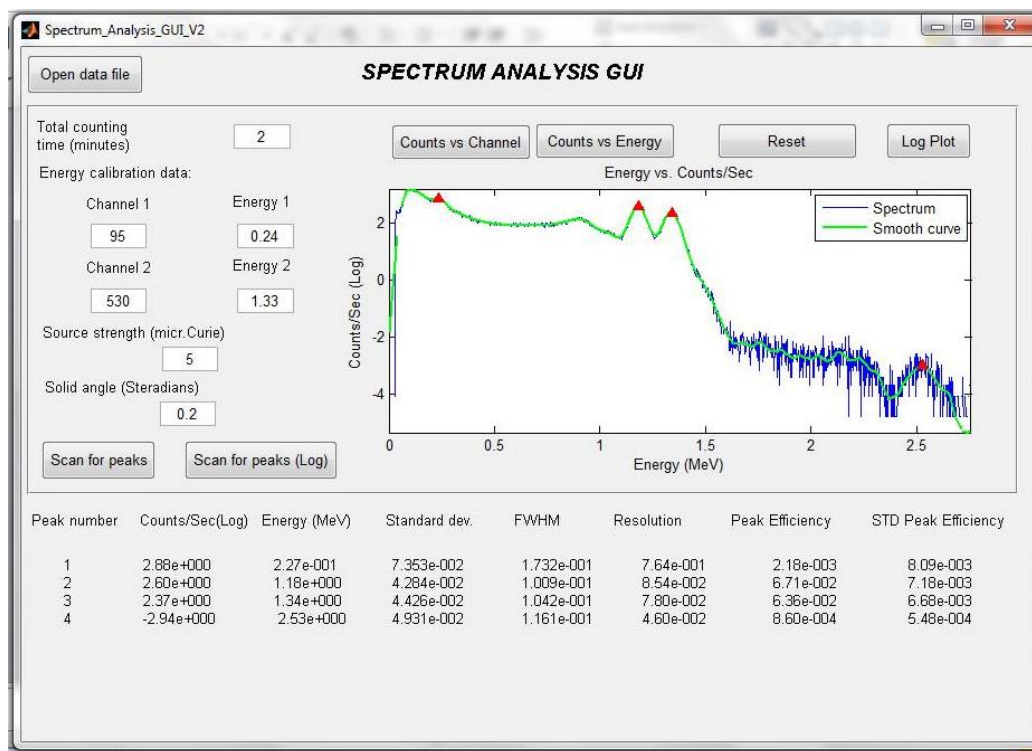 Spectrum_Analysis_GUI_V2
Open data file
SPECTRUM ANALYSIS GUI
Total counting
time (minutes)
2
Energy calibration data:
Channel 1 Energy 1
95 0.24
Channel 2 Energy 2
530 1.33
Source strength (micr.Curie)
5
Solid angle (Steradians)
0.2
Scan for peaks Scan for peaks (Log)
Counts vs Channel Counts vs Energy Reset Log Plot
Energy vs. Counts/Sec
Spectrum
Smooth curve
Counts/Sec (Log)
2
0
-2
-4
0 0.5 1 1.5 2 2.5
Energy (MeV)
Peak number Counts/Sec(Log) Energy (MeV) Standard dev. FWHM Resolution Peak Efficiency STD Peak Efficiency
1 2.88e+000 2.27e-001 7.353e-002 1.732e-001 7.64e-001 2.18e-003 8.09e-003
2 2.60e+000 1.18e+000 4.284e-002 1.009e-001 8.54e-002 6.71e-002 7.18e-003
3 2.37e+000 1.34e+000 4.426e-002 1.042e-001 7.80e-002 6.36e-002 6.68e-003
4 -2.94e+000 2.53e+000 4.931e-002 1.161e-001 4.60e-002 8.60e-004 5.48e-004